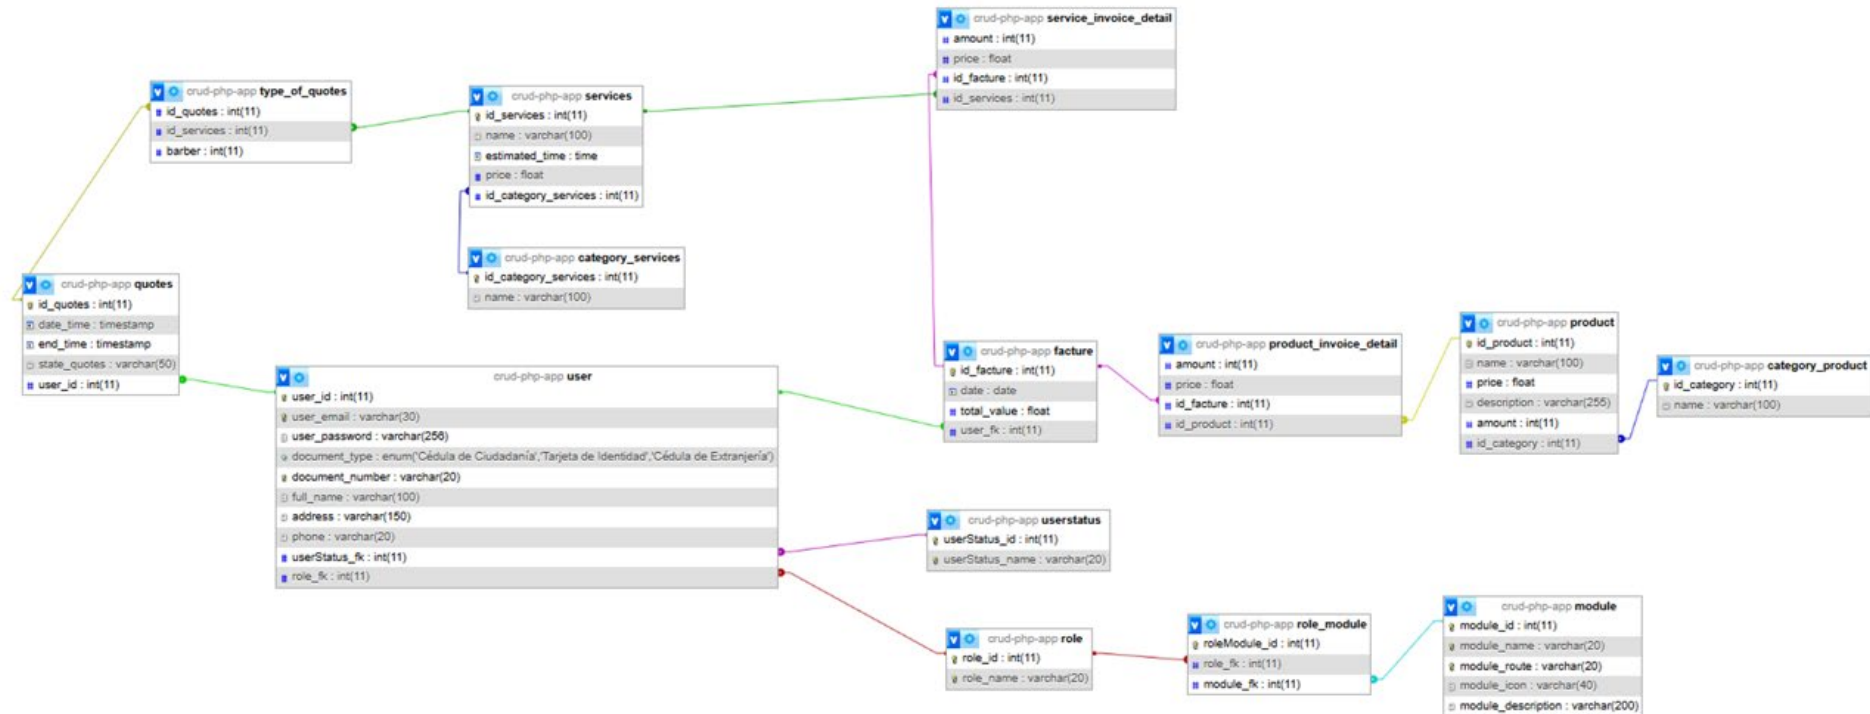 crud-php-app type_of_quotes
id_quotes : int(11)
id_services : int(11)
barber : int(11)
crud-php-app services
id_services : int(11)
name : varchar(100)
estimated_time : time
price : float
id_category_services : int(11)
crud-php-app service_invoice_detail
amount : int(11)
price : float
id_facture : int(11)
id_services : int(11)
crud-php-app category_services
id_category_services : int(11)
name : varchar(100)
crud-php-app quotes
id_quotes : int(11)
date_time : timestamp
end_time : timestamp
state_quotes : varchar(50)
user_id : int(11)
crud-php-app user
user_id : int(11)
user_email : varchar(30)
user_password : varchar(256)
document_type : enum('Cédula de Ciudadanía','Tarjeta de Identidad','Cédula de Extranjería')
document_number : varchar(20)
full_name : varchar(100)
address : varchar(150)
phone : varchar(20)
userStatus_fk : int(11)
role_fk : int(11)
crud-php-app facture
id_facture : int(11)
date : date
total_value : float
user_fk : int(11)
crud-php-app product_invoice_detail
amount : int(11)
price : float
id_facture : int(11)
id_product : int(11)
crud-php-app product
id_product : int(11)
name : varchar(100)
price : float
description : varchar(255)
amount : int(11)
id_category : int(11)
crud-php-app category_product
id_category : int(11)
name : varchar(100)
crud-php-app userstatus
userStatus_id : int(11)
userStatus_name : varchar(20)
crud-php-app role
role_id : int(11)
role_name : varchar(20)
crud-php-app role_module
roleModule_id : int(11)
role_fk : int(11)
module_fk : int(11)
crud-php-app module
module_id : int(11)
module_name : varchar(20)
module_route : varchar(20)
module_icon : varchar(40)
module_description : varchar(200)